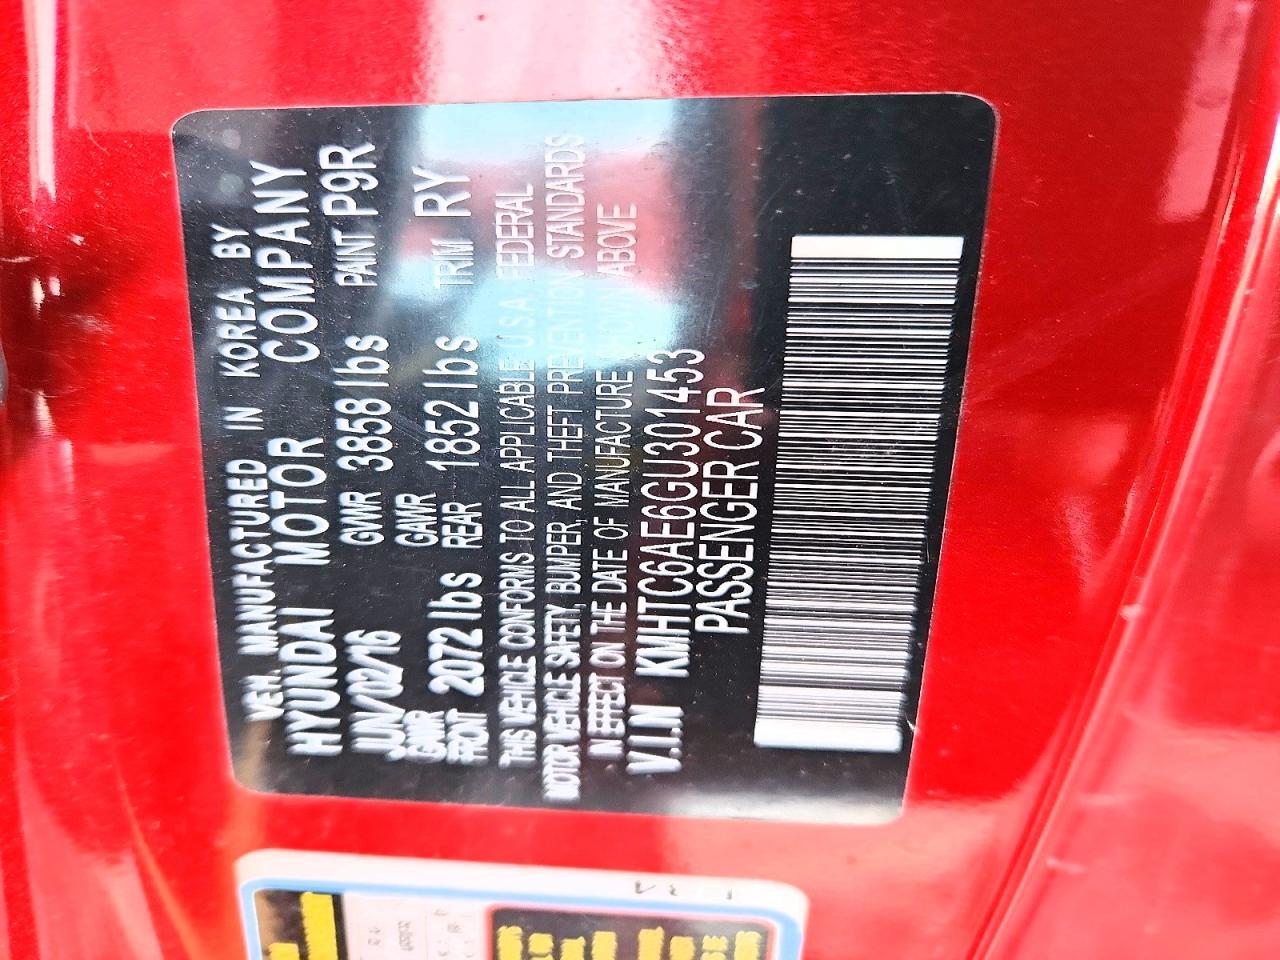 VEH. MANUFACTURED IN KOREA BY
HYUNDAI MOTOR COMPANY
JUN/02/16 GVWR 3858 lbs PAINT P9R
GAWR GAWR
FRONT 2072 lbs REAR 1852 lbs TRIM RY
THIS VEHICLE CONFORMS TO ALL APPLICABLE U.S.A. FEDERAL
MOTOR VEHICLE SAFETY, BUMPER, AND THEFT PREVENTION STANDARDS
IN EFFECT ON THE DATE OF MANUFACTURE SHOWN ABOVE
V.I.N KMHTC6AE6GU301453
PASSENGER CAR